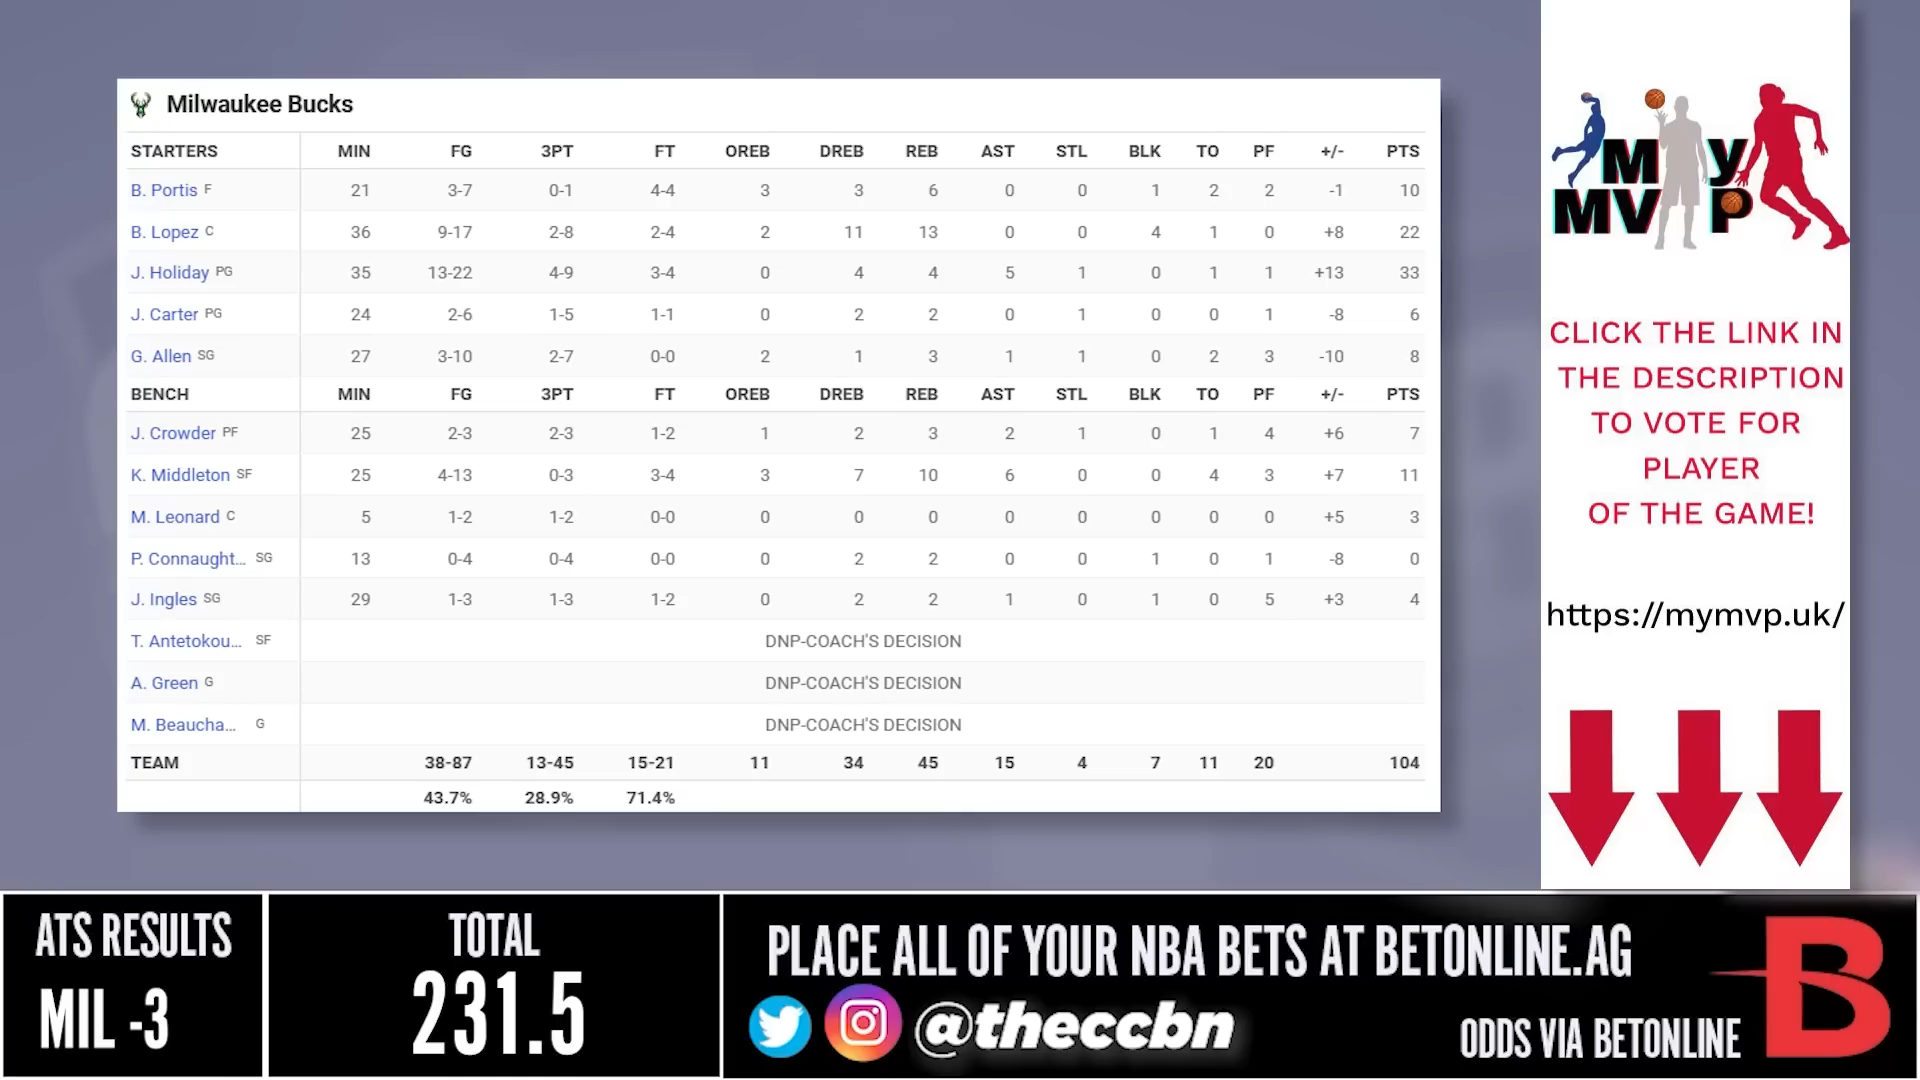 Milwaukee Bucks
STARTERS MIN FG 3PT FT OREB DREB REB AST STL BLK TO PF +/- PTS
B. Portis F 21 3-7 0-1 4-4 3 3 6 0 0 1 2 2 -1 10
B. Lopez C 36 9-17 2-8 2-4 2 11 13 0 0 4 1 0 +8 22
J. Holiday PG 35 13-22 4-9 3-4 0 4 4 5 1 0 1 1 +13 33
J. Carter PG 24 2-6 1-5 1-1 0 2 2 0 1 0 0 1 -8 6
G. Allen SG 27 3-10 2-7 0-0 2 1 3 1 1 0 2 3 -10 8
BENCH MIN FG 3PT FT OREB DREB REB AST STL BLK TO PF +/- PTS
J. Crowder PF 25 2-3 2-3 1-2 1 2 3 2 1 0 1 4 +6 7
K. Middleton SF 25 4-13 0-3 3-4 3 7 10 6 0 0 4 3 +7 11
M. Leonard C 5 1-2 1-2 0-0 0 0 0 0 0 0 0 0 +5 3
P. Connaught... SG 13 0-4 0-4 0-0 0 2 2 0 0 1 0 1 -8 0
J. Ingles SG 29 1-3 1-3 1-2 0 2 2 1 0 1 0 5 +3 4
T. Antetokou... SF DNP-COACH'S DECISION
A. Green G DNP-COACH'S DECISION
M. Beaucha... G DNP-COACH'S DECISION
TEAM 38-87 13-45 15-21 11 34 45 15 4 7 11 20 104
43.7% 28.9% 71.4%
My
MVP
CLICK THE LINK IN
THE DESCRIPTION
TO VOTE FOR
PLAYER
OF THE GAME!
https://mymvp.uk/
ATS RESULTS
MIL -3
TOTAL
231.5
PLACE ALL OF YOUR NBA BETS AT BETONLINE.AG
@theccbn
ODDS VIA BETONLINE
B